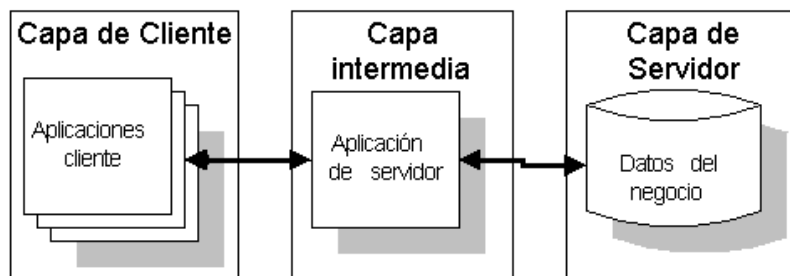 Capa de Cliente
Aplicaciones
cliente
Capa
intermedia
Aplicación
de servidor
Capa de
Servidor
Datos del
negocio